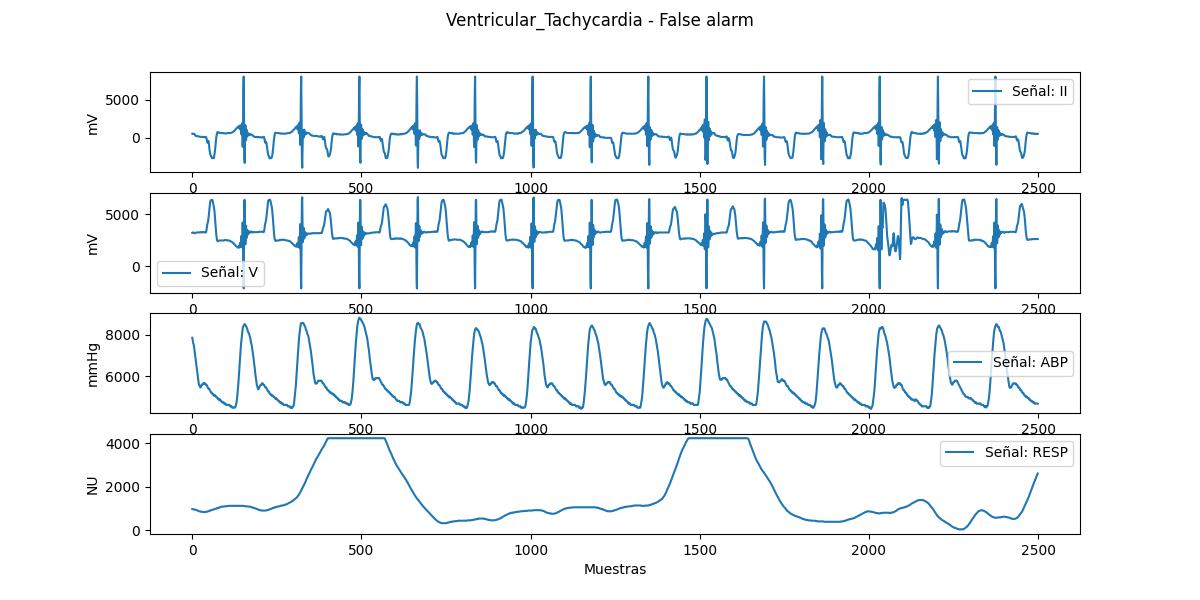 Ventricular_Tachycardia - False alarm
mV
5000
0
Señal: II
0 500 1000 1500 2000 2500
mV
5000
0
Señal: V
0 500 1000 1500 2000 2500
mmHg
8000
6000
Señal: ABP
0 500 1000 1500 2000 2500
NU
4000
2000
0
Señal: RESP
0 500 1000 1500 2000 2500
Muestras